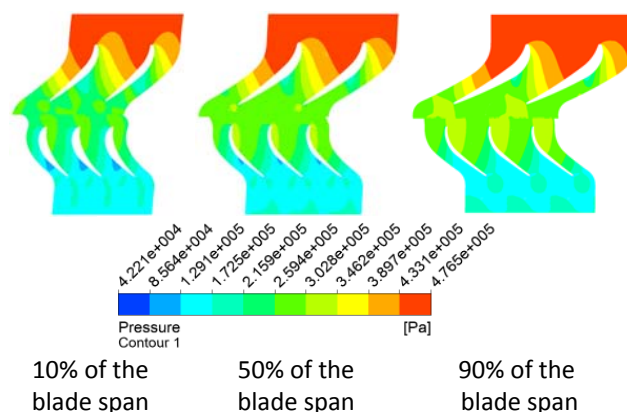 4.221e+004
8.564e+004
1.291e+005
1.725e+005
2.159e+005
2.594e+005
3.028e+005
3.462e+005
3.897e+005
4.331e+005
4.765e+005
Pressure [Pa]
Contour 1
10% of the
blade span
50% of the
blade span
90% of the
blade span